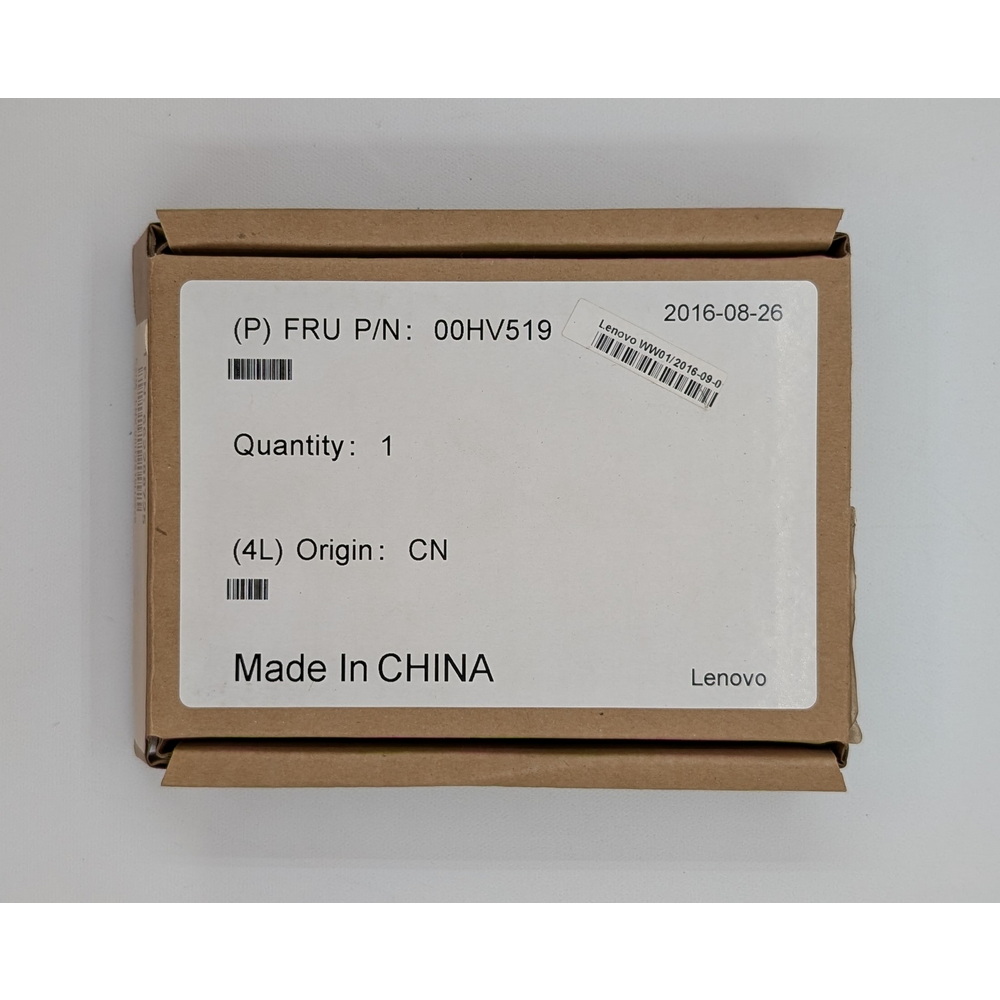 (P) FRU P/N: 00HV519
2016-08-26
Lenovo WW01/2016-09-0
Quantity: 1
(4L) Origin: CN
Made In CHINA
Lenovo